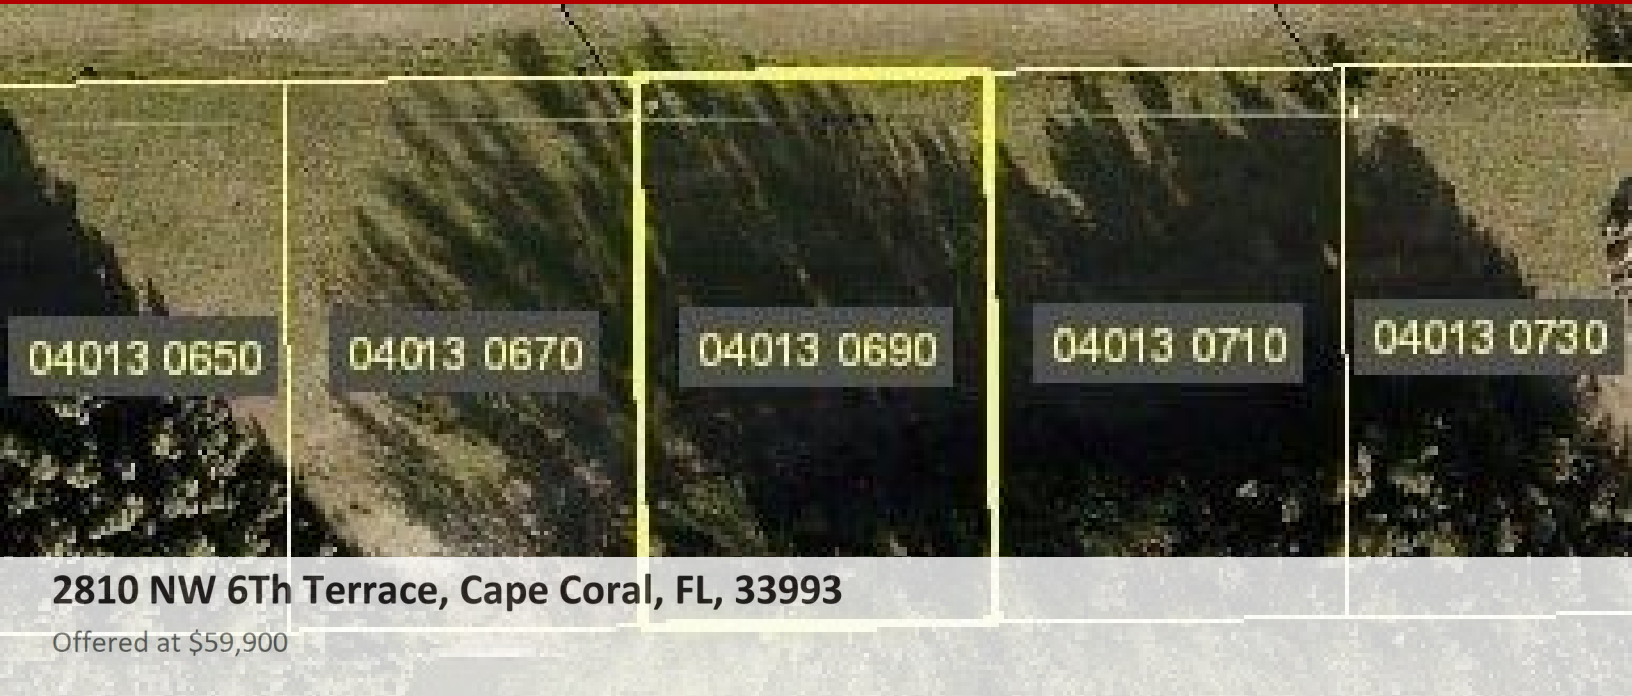 04013 0650
04013 0670
04013 0690
04013 0710
04013 0730
2810 NW 6Th Terrace, Cape Coral, FL, 33993
Offered at $59,900